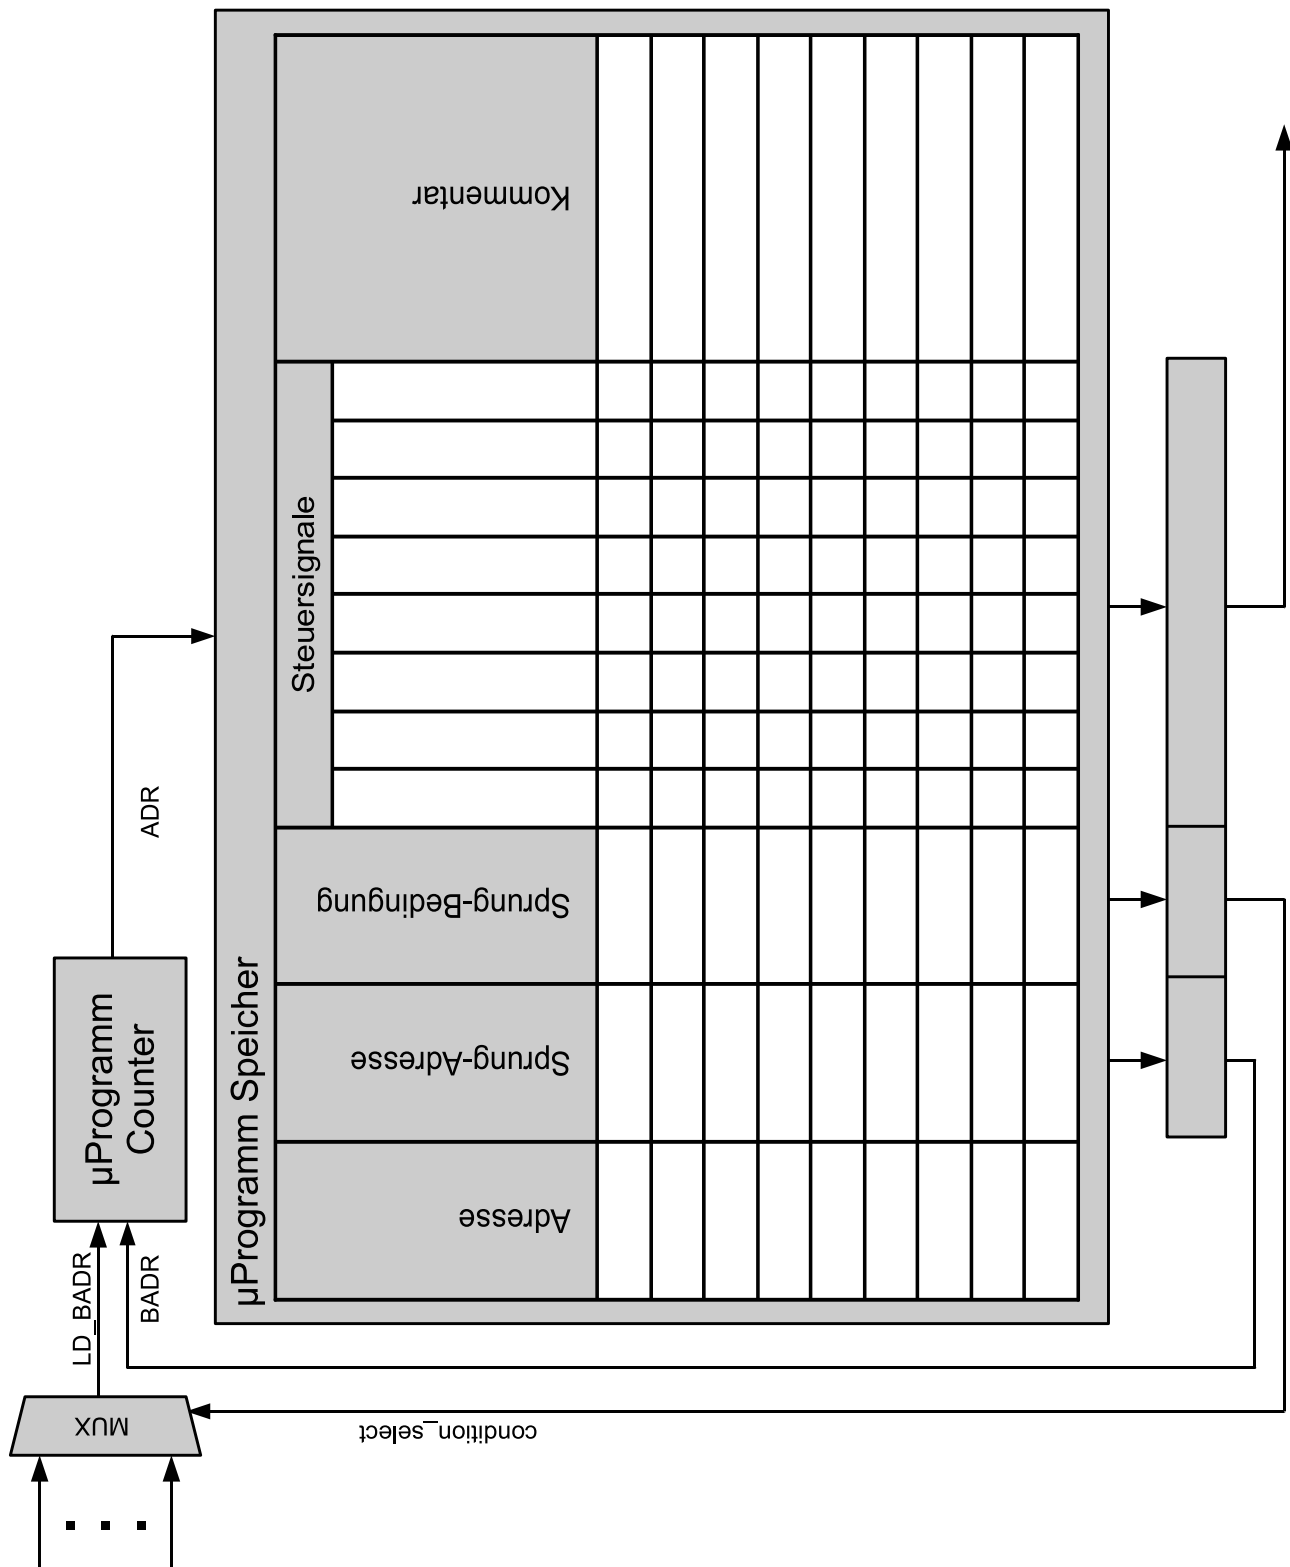 MUX
LD_BADR
BADR
condition_select
µProgramm
Counter
ADR
µProgramm Speicher
Adresse
Sprung-Adresse
Sprung-Bedingung
Steuersignale
Kommentar